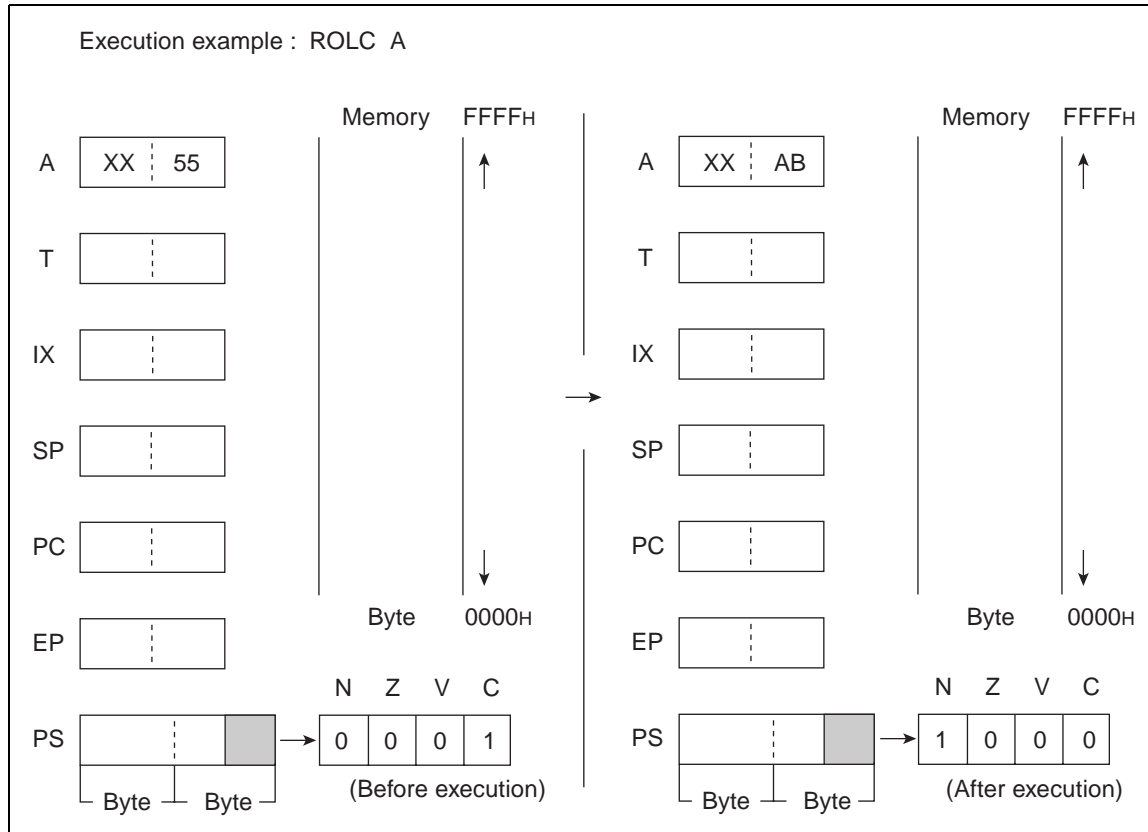 Execution example : ROLC A
Memory FFFFH
A XX 55
T
IX
SP
PC
EP
Byte 0000H
N Z V C
PS 0 0 0 1
Byte Byte
(Before execution)
→
Memory FFFFH
A XX AB
T
IX
SP
PC
EP
Byte 0000H
N Z V C
PS 1 0 0 0
Byte Byte
(After execution)